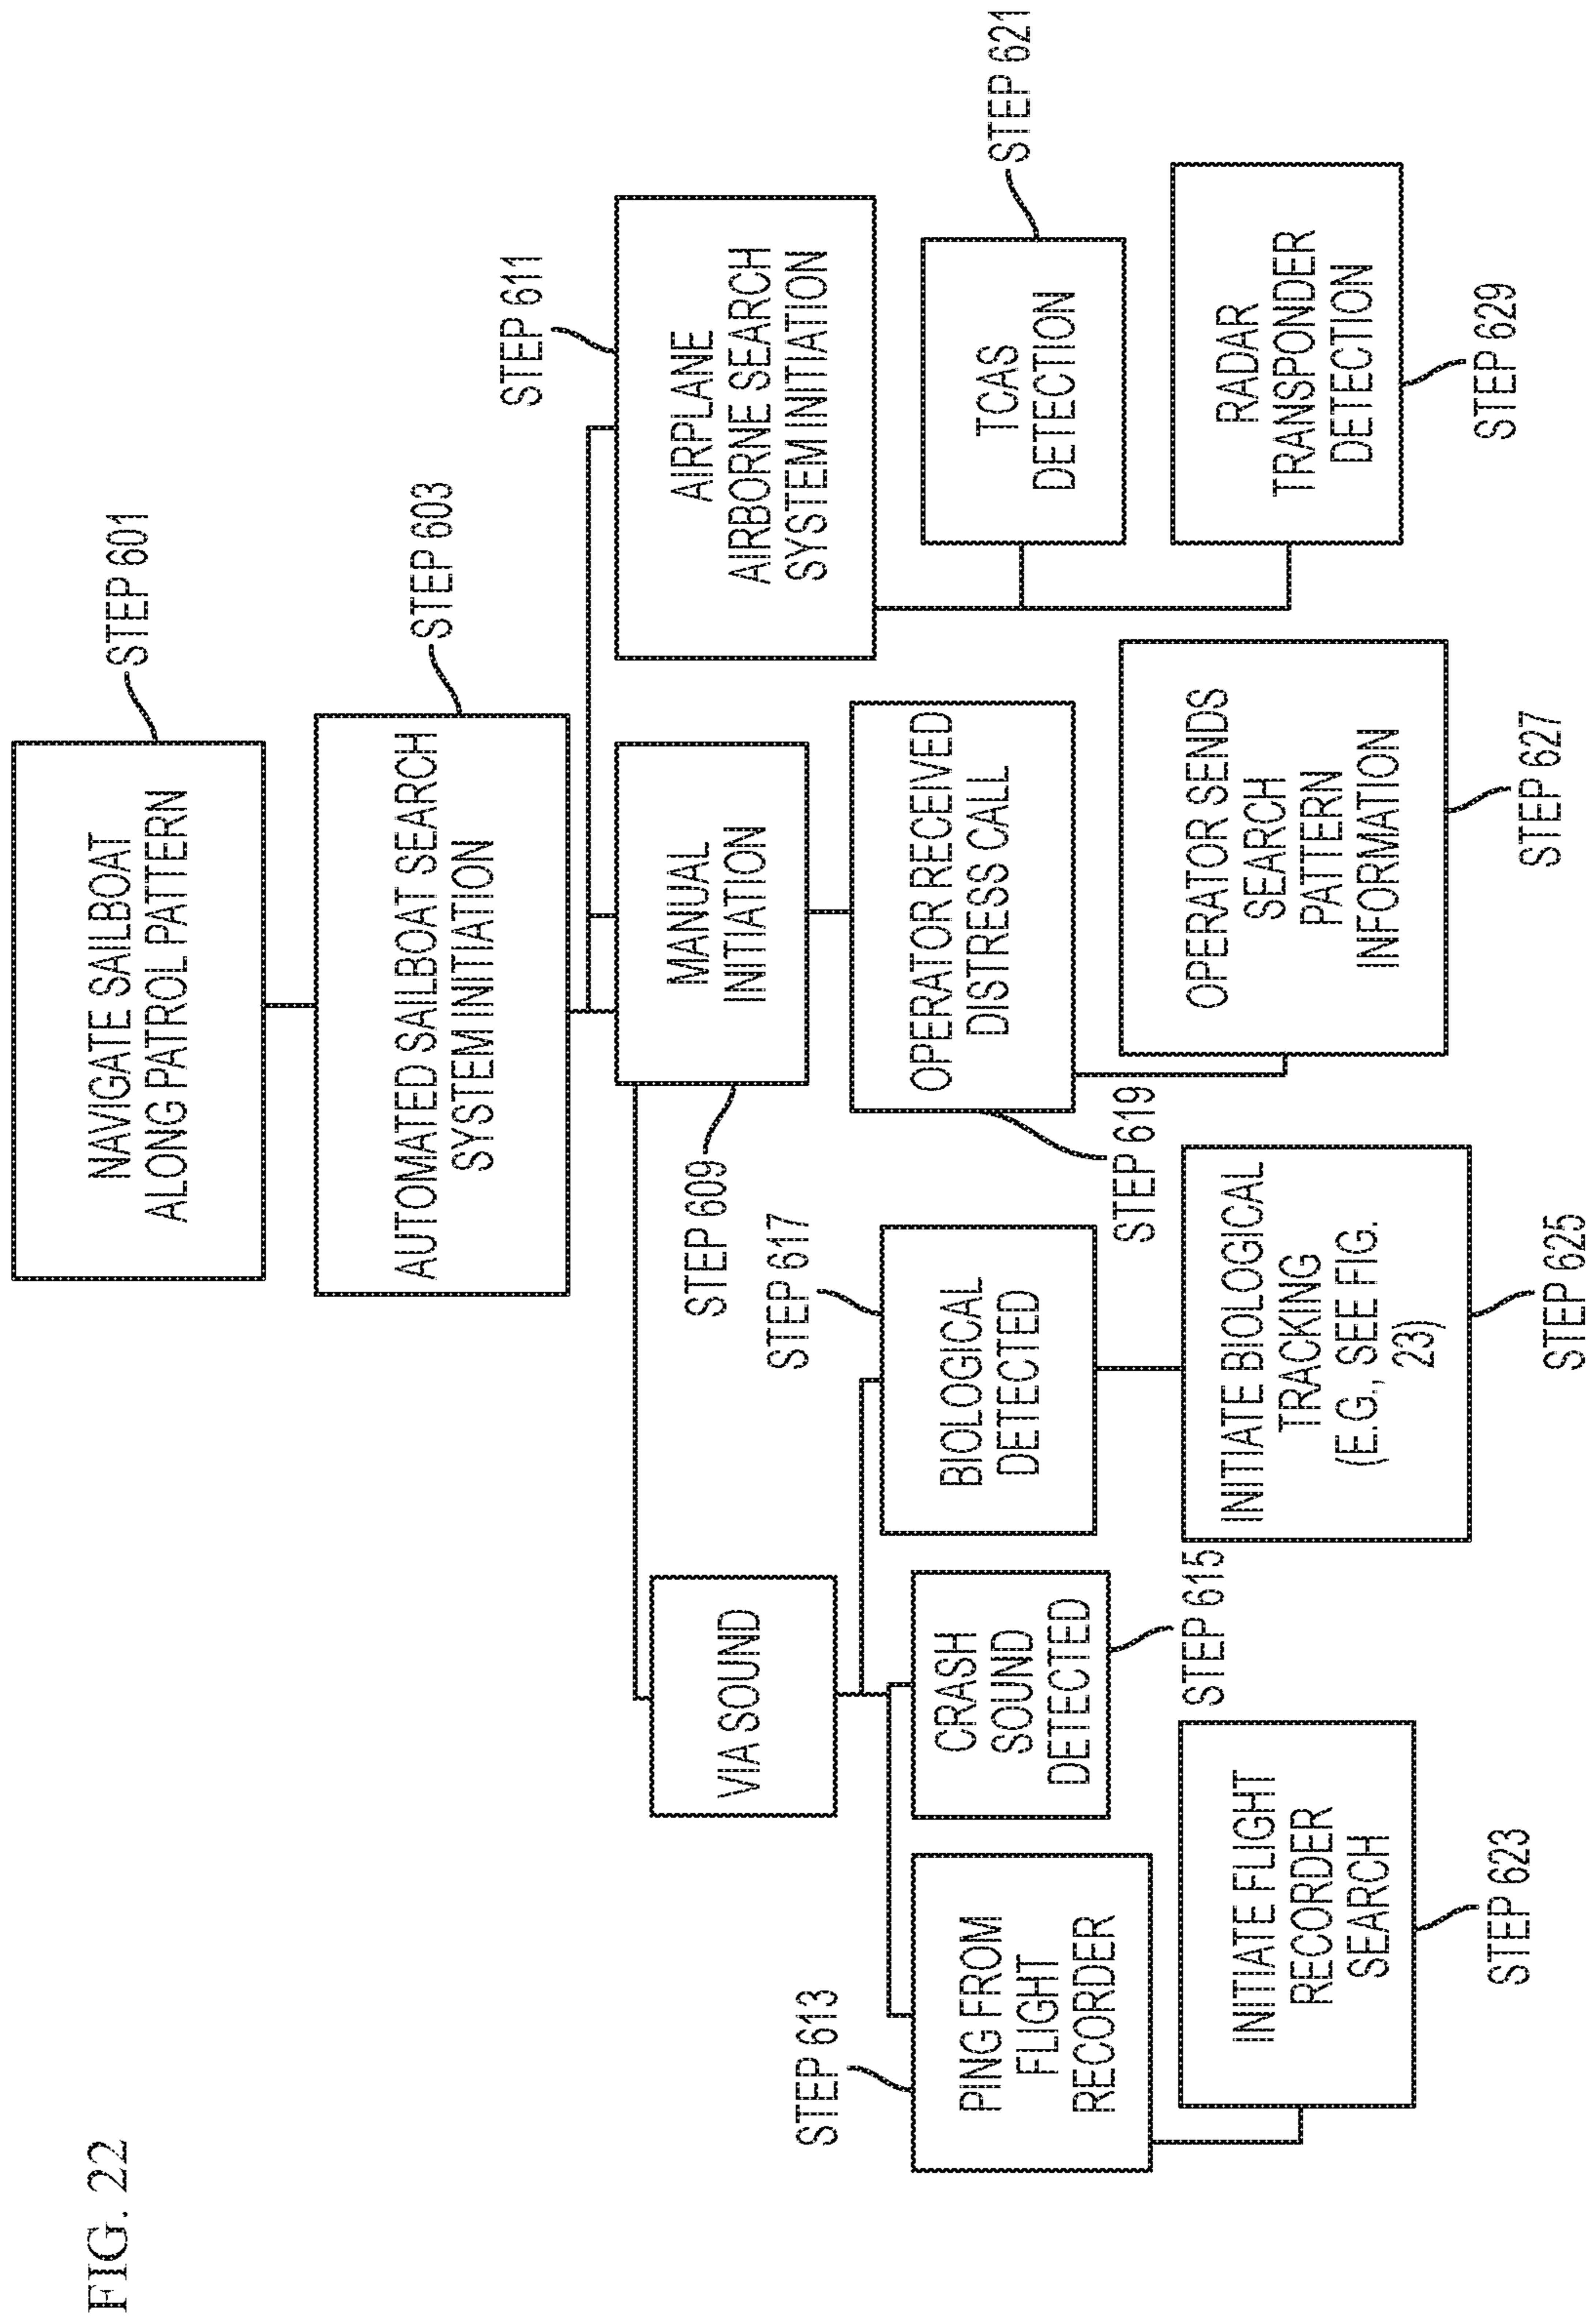 FIG. 22
NAVIGATE SAILBOAT
ALONG PATROL PATTERN
STEP 601
AUTOMATED SAILBOAT SEARCH
SYSTEM INITIATION
STEP 603
VIA SOUND
MANUAL
INITIATION
STEP 609
AIRPLANE
AIRBORNE SEARCH
SYSTEM INITIATION
STEP 611
STEP 613
PING FROM
FLIGHT
RECORDER
CRASH
SOUND
DETECTED
STEP 615
STEP 617
BIOLOGICAL
DETECTED
OPERATOR RECEIVED
DISTRESS CALL
STEP 619
TCAS
DETECTION
STEP 621
INITIATE FLIGHT
RECORDER
SEARCH
STEP 623
INITIATE BIOLOGICAL
TRACKING
(E.G., SEE FIG.
23)
STEP 625
OPERATOR SENDS
SEARCH
PATTERN
INFORMATION
STEP 627
RADAR
TRANSPONDER
DETECTION
STEP 629